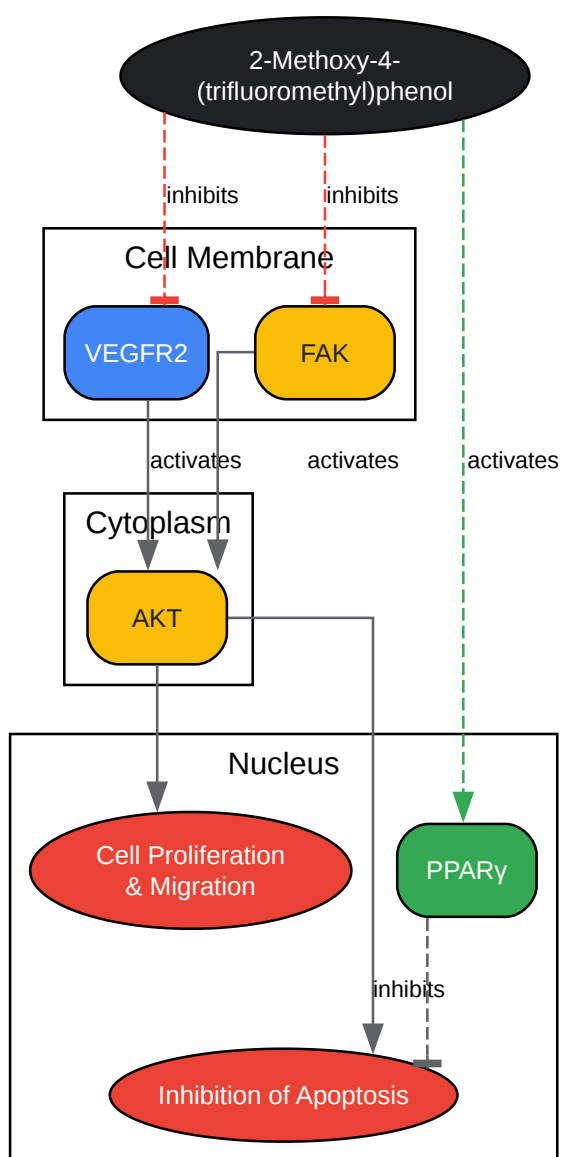 2-Methoxy-4-
(trifluoromethyl)phenol
inhibits
inhibits
Cell Membrane
VEGFR2
FAK
activates
activates
activates
Cytoplasm
AKT
Nucleus
Cell Proliferation
& Migration
PPARγ
inhibits
Inhibition of Apoptosis